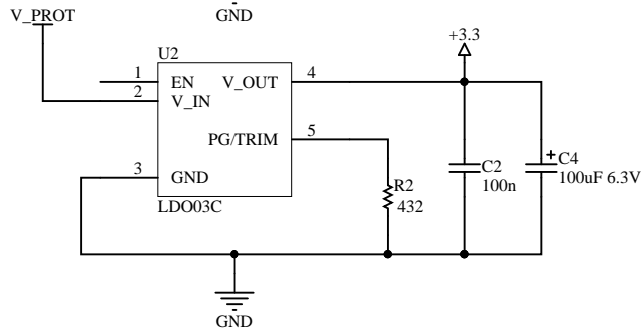 V_PROT
GND
U2
+3.3
1
EN
V_OUT
4
2
V_IN
PG/TRIM
5
3
GND
C2
100n
C4
100uF 6.3V
R2
432
LDO03C
GND